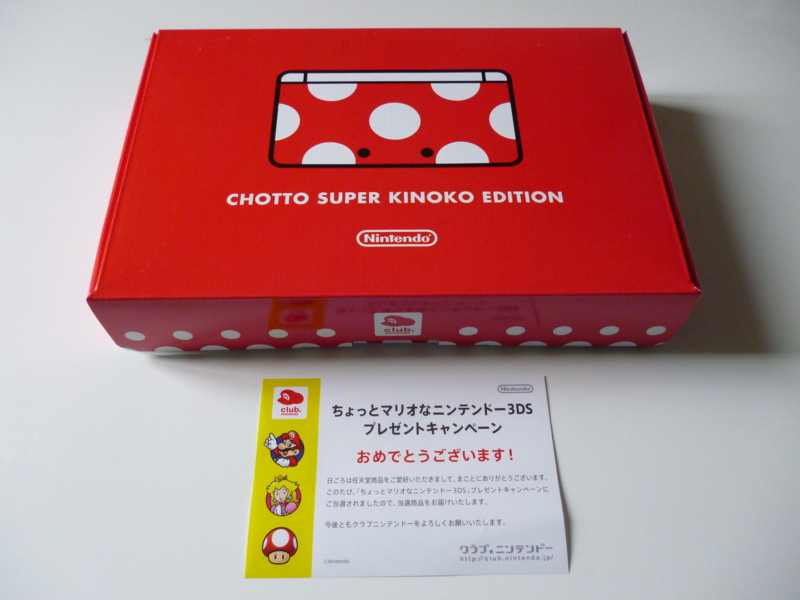 CHOTTO SUPER KINOKO EDITION
Nintendo
club.
Nintendo
club.
nintendo
ちょっとマリオなニンテンドー3DS
プレゼントキャンペーン
おめでとうございます!
日ごろは任天堂商品をご愛好いただきまして、まことにありがとうございます。
このたび、「ちょっとマリオなニンテンドー3DS」プレゼントキャンペーンに
ご当選されましたので、当選商品をお届けいたします。
今後ともクラブニンテンドーをよろしくお願いいたします。
©Nintendo
クラブニンテンドー
http://club.nintendo.jp/